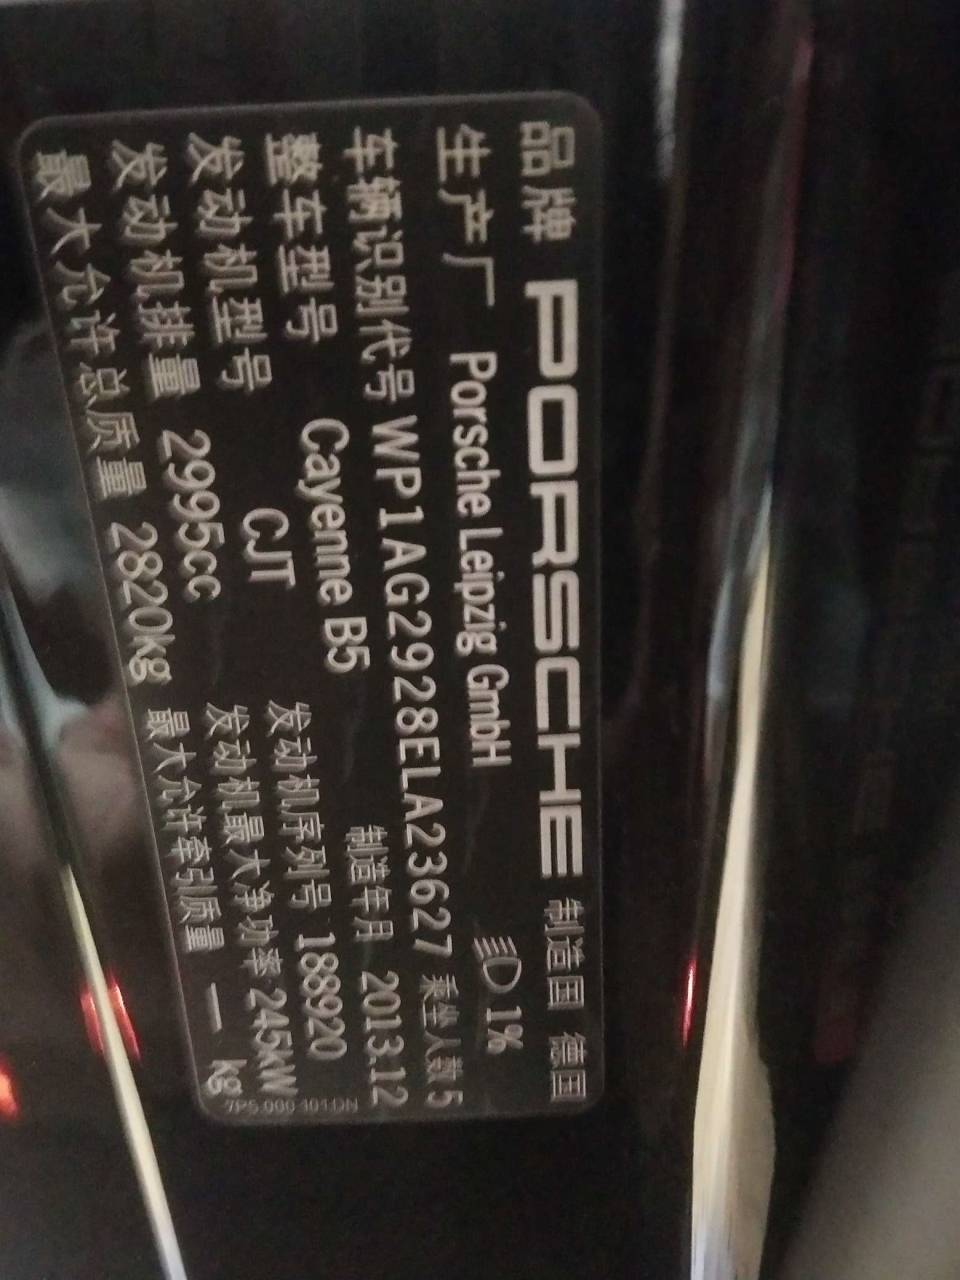 品牌 PORSCHE 制造国 德国
生产厂 Porsche Leipzig GmbH 1%
车辆识别代号 WP1AG2928ELA23627 乘坐人数 5
整车型号 Cayenne B5 制造年月 2013.12
发动机型号 CJT 发动机序列号 188920
发动机排量 2995cc 发动机最大净功率 245kW
最大允许总质量 2820kg 最大允许牵引质量 — kg
7P5.000.301.DN